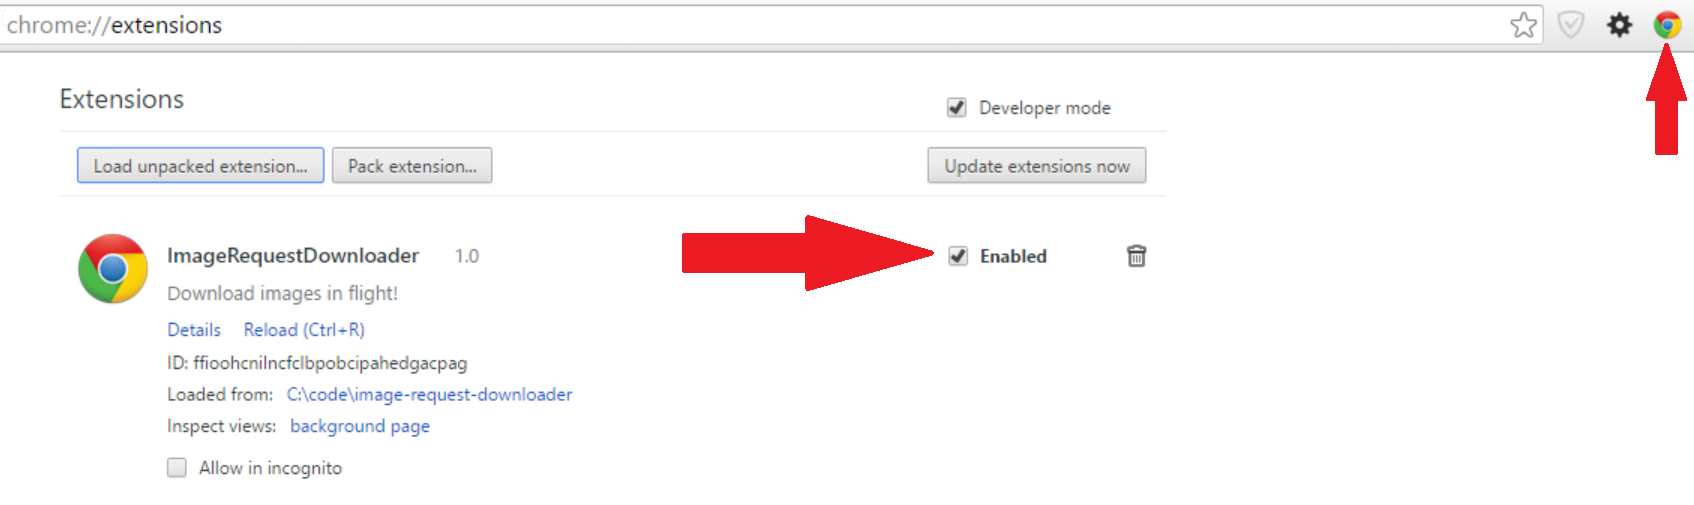 chrome://extensions
Extensions
Developer mode
Load unpacked extension... Pack extension... Update extensions now
ImageRequestDownloader 1.0 Enabled
Download images in flight!
Details Reload (Ctrl+R)
ID: ffioohcnilncfclbpobcipahedgacpag
Loaded from: C:\code\image-request-downloader
Inspect views: background page
Allow in incognito